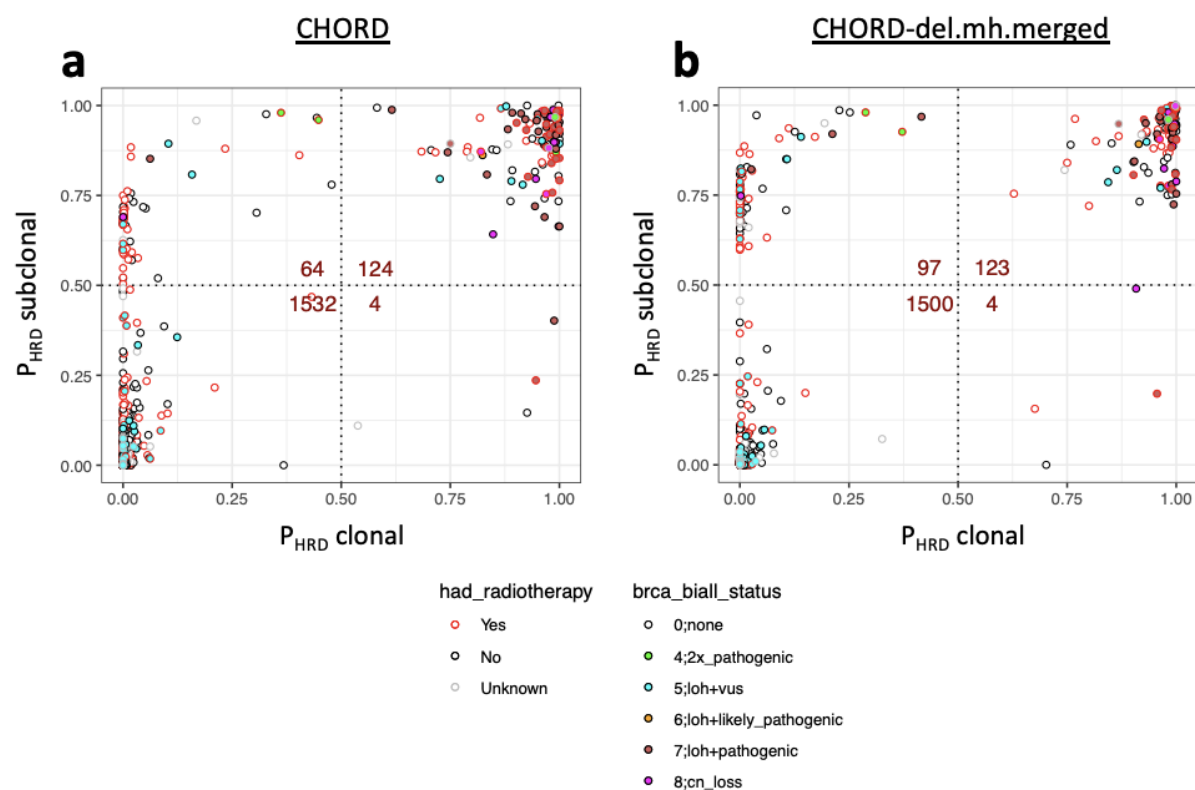 CHORD
CHORD-del.mh.merged
a
b
1.00
0.75
0.50
0.25
0.00
P_HRD subclonal
64 124
1532 4
0.00 0.25 0.50 0.75 1.00
P_HRD clonal
1.00
0.75
0.50
0.25
0.00
P_HRD subclonal
97 123
1500 4
0.00 0.25 0.50 0.75 1.00
P_HRD clonal
had_radiotherapy
Yes
No
Unknown
brca_biall_status
0;none
4;2x_pathogenic
5;loh+vus
6;loh+likely_pathogenic
7;loh+pathogenic
8;cn_loss